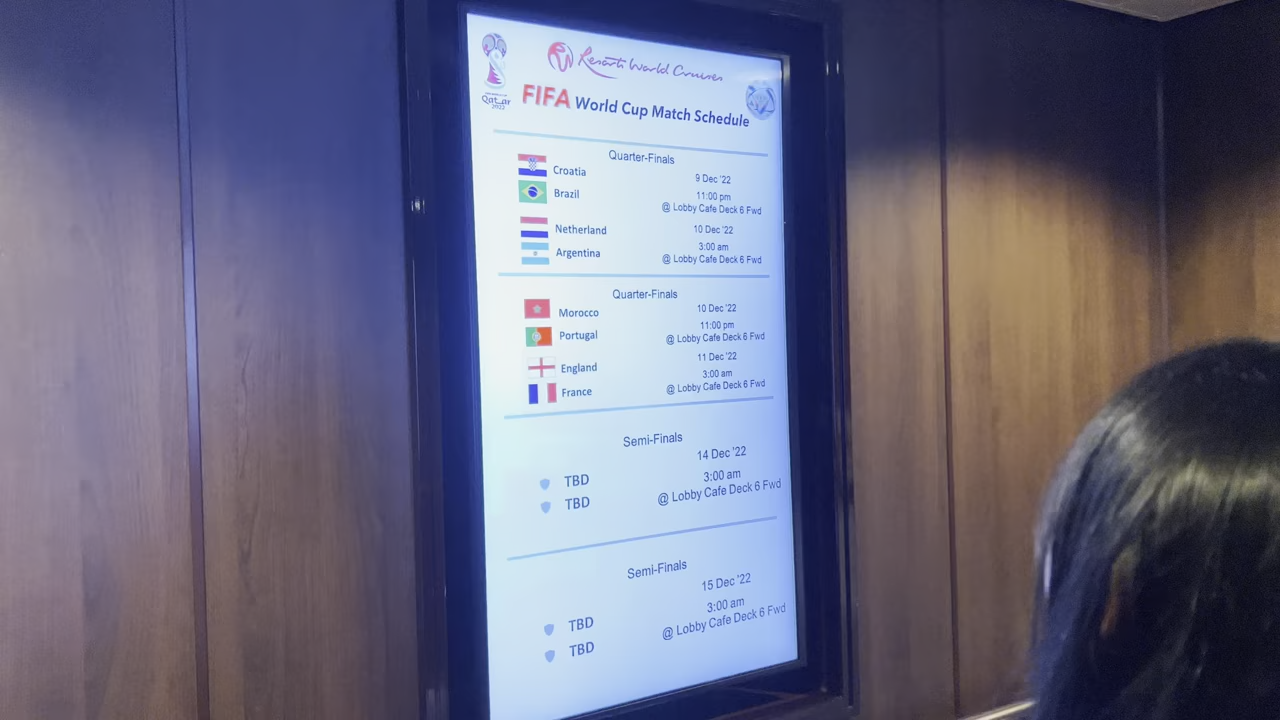 Resorts World Cruises
Qatar
2022
FIFA World Cup Match Schedule
Quarter-Finals
Croatia
9 Dec '22
Brazil
11:00 pm
@ Lobby Cafe Deck 6 Fwd
Netherland
10 Dec '22
Argentina
3:00 am
@ Lobby Cafe Deck 6 Fwd
Quarter-Finals
Morocco
10 Dec '22
Portugal
11:00 pm
@ Lobby Cafe Deck 6 Fwd
England
11 Dec '22
France
3:00 am
@ Lobby Cafe Deck 6 Fwd
Semi-Finals
14 Dec '22
TBD
3:00 am
TBD
@ Lobby Cafe Deck 6 Fwd
Semi-Finals
15 Dec '22
TBD
3:00 am
TBD
@ Lobby Cafe Deck 6 Fwd